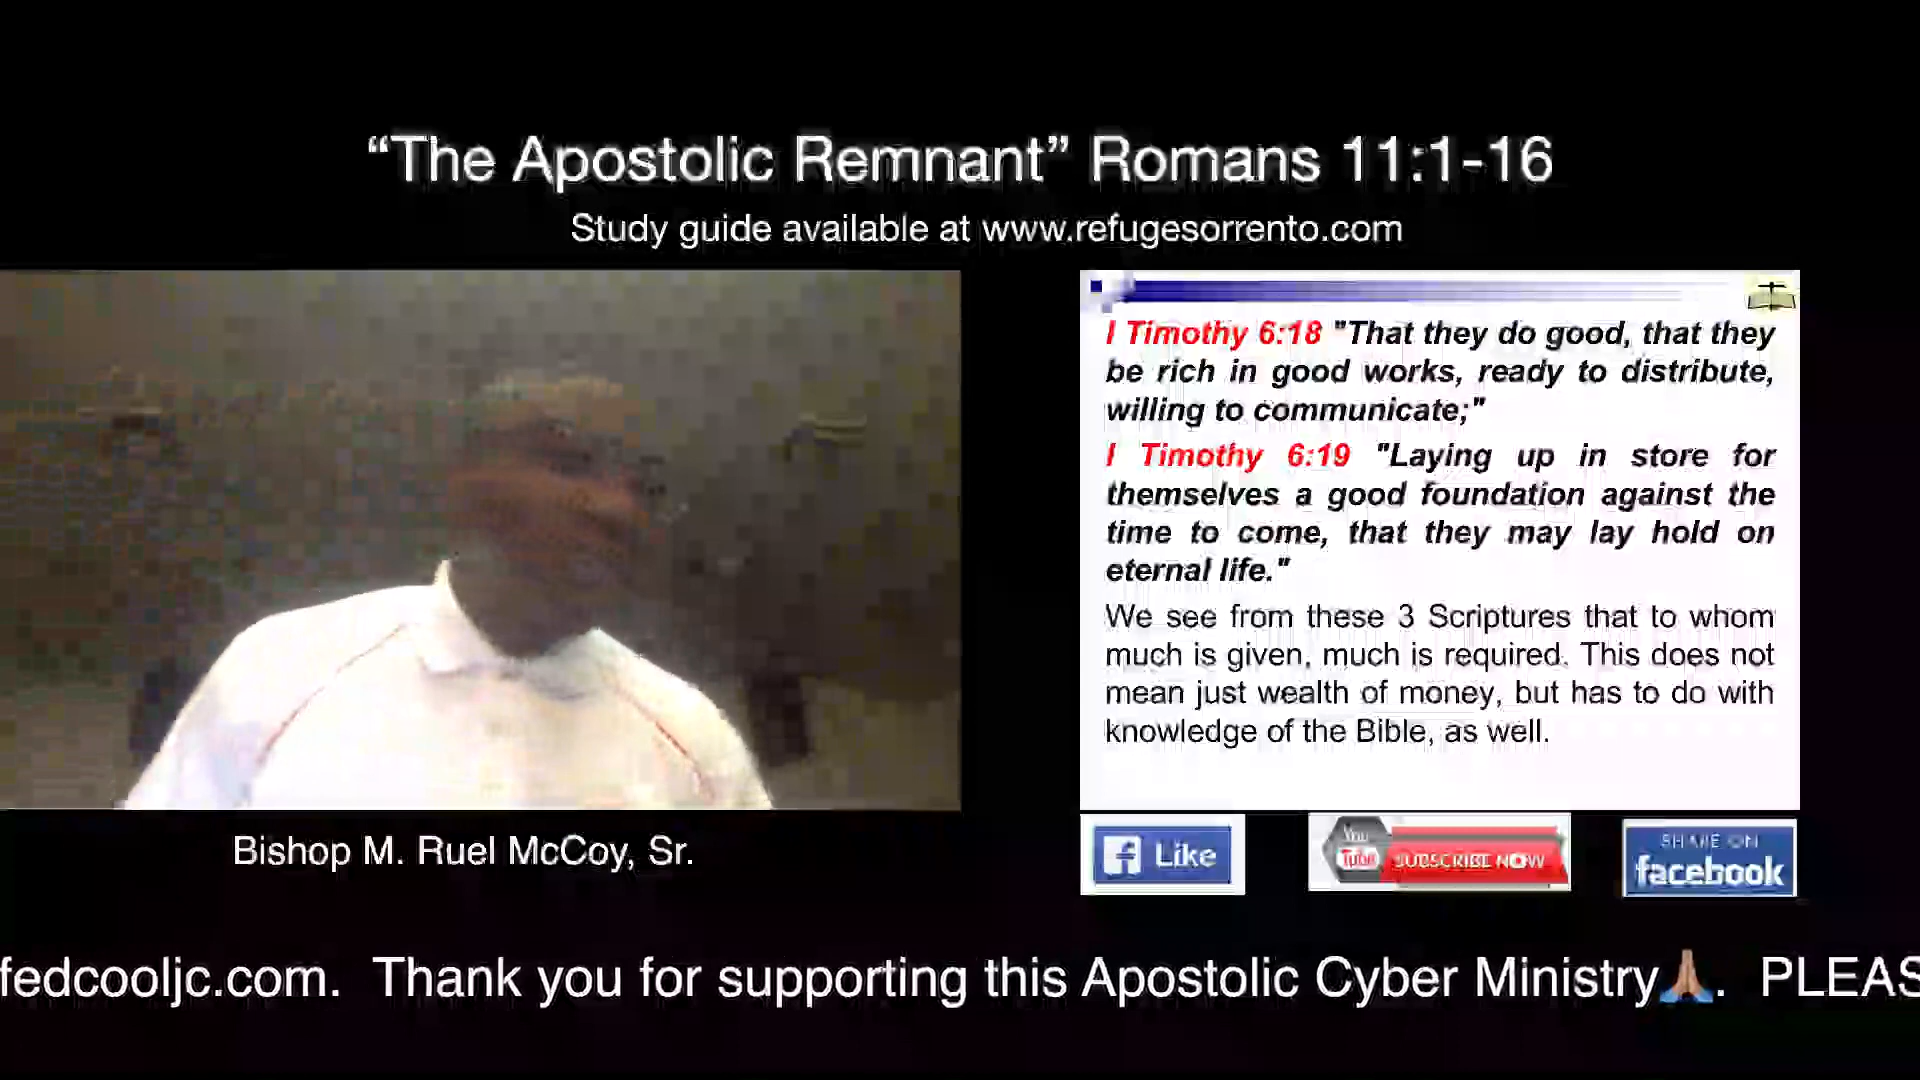 “The Apostolic Remnant” Romans 11:1-16
Study guide available at www.refugesorrento.com
I Timothy 6:18 "That they do good, that they
be rich in good works, ready to distribute,
willing to communicate;"
I Timothy 6:19 "Laying up in store for
themselves a good foundation against the
time to come, that they may lay hold on
eternal life."
We see from these 3 Scriptures that to whom
much is given, much is required. This does not
mean just wealth of money, but has to do with
knowledge of the Bible, as well.
Bishop M. Ruel McCoy, Sr.
f Like
You
Tube
SUBSCRIBE NOW
SHARE ON
facebook
fedcooljc.com. Thank you for supporting this Apostolic Cyber Ministry🙏🏽. PLEAS